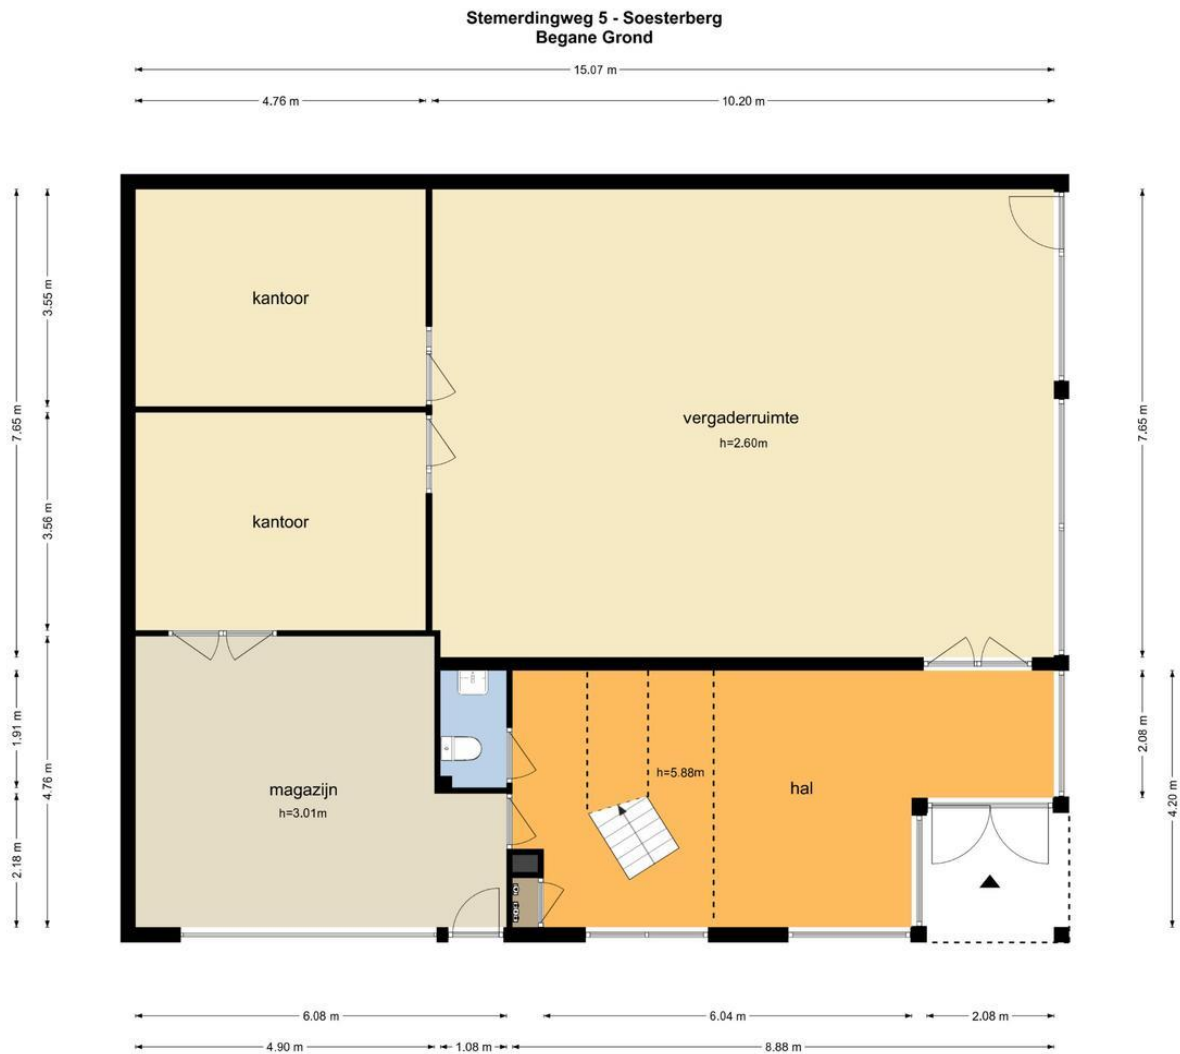 Stemerdingweg 5 - Soesterberg
Begane Grond
15.07 m
4.76 m
10.20 m
7.65 m
3.55 m
kantoor
vergaderruimte
h=2.60m
7.65 m
3.56 m
kantoor
1.91 m
4.76 m
2.18 m
magazijn
h=3.01m
h=5.88m
hal
2.08 m
4.20 m
6.08 m
6.04 m
2.08 m
4.90 m
1.08 m
8.88 m